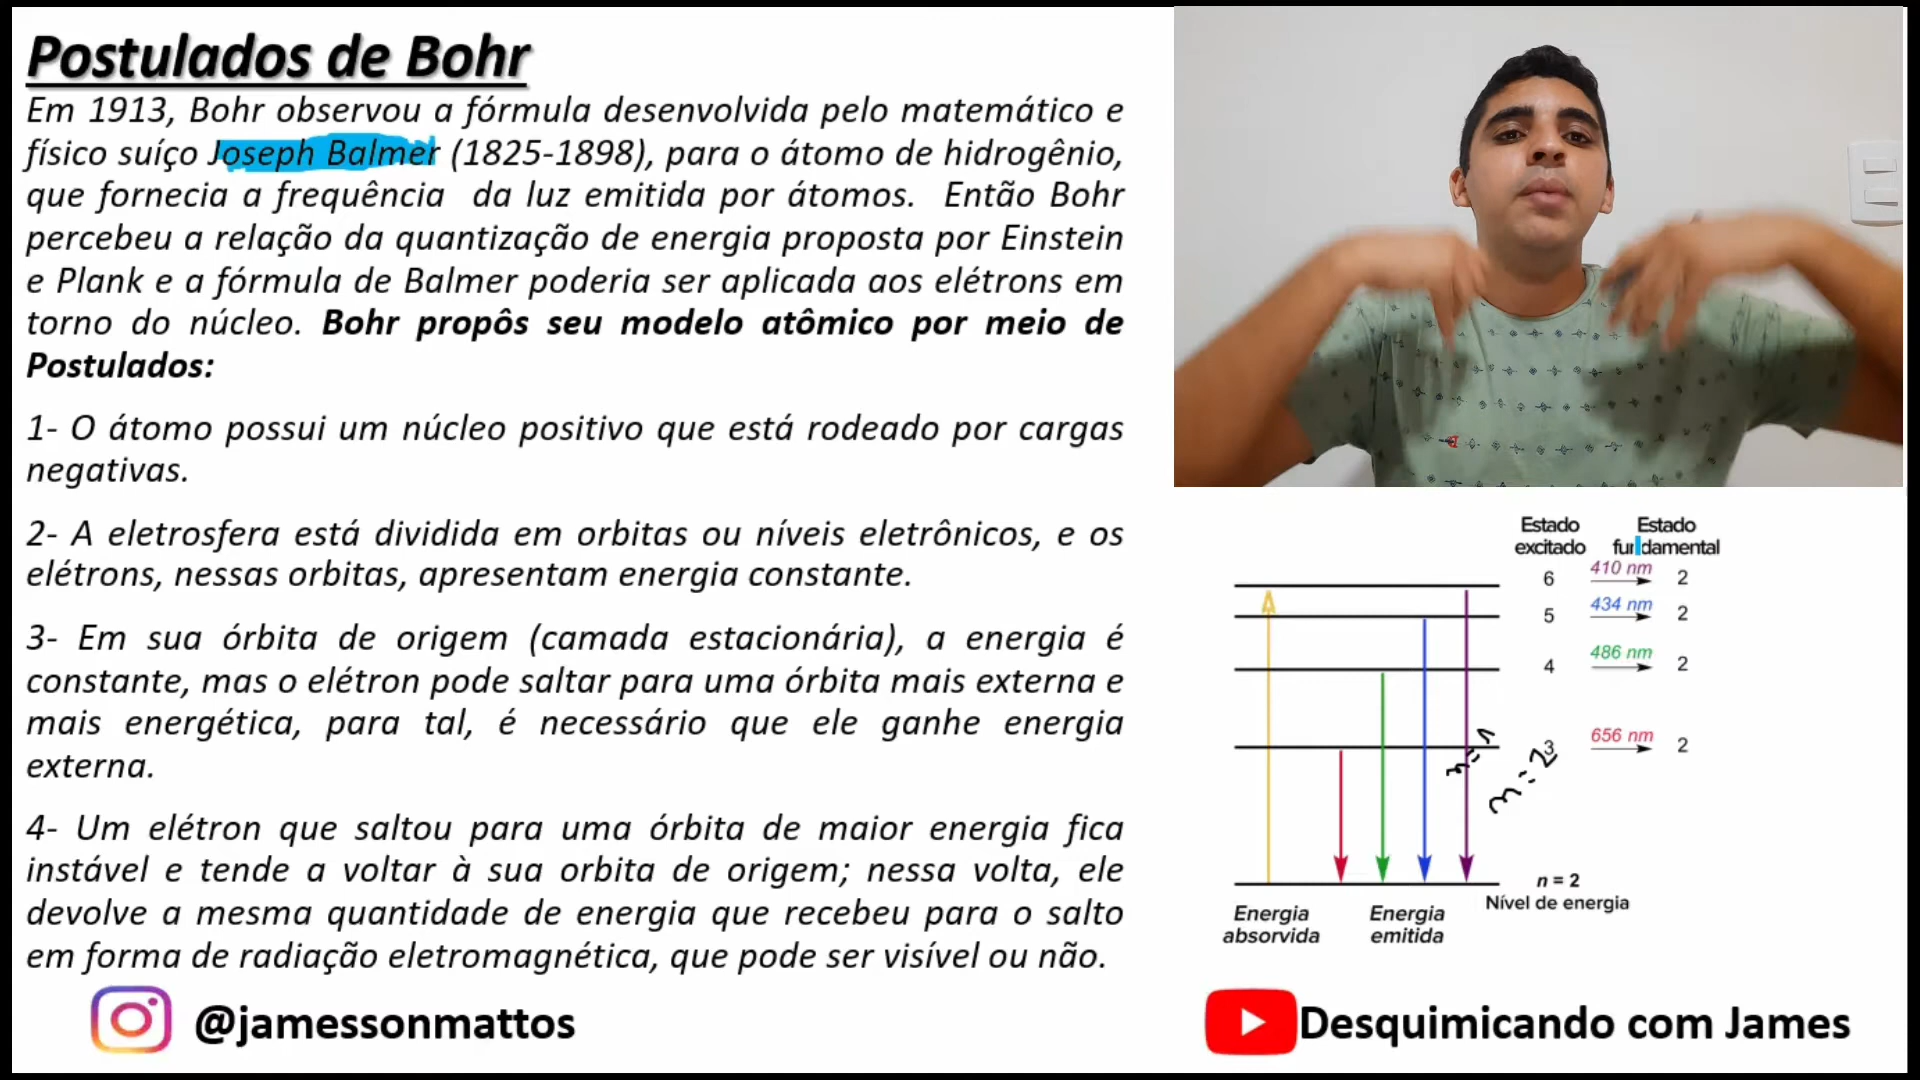 Postulados de Bohr
Em 1913, Bohr observou a fórmula desenvolvida pelo matemático e
físico suíço Joseph Balmer (1825-1898), para o átomo de hidrogênio,
que fornecia a frequência da luz emitida por átomos. Então Bohr
percebeu a relação da quantização de energia proposta por Einstein
e Plank e a fórmula de Balmer poderia ser aplicada aos elétrons em
torno do núcleo. Bohr propôs seu modelo atômico por meio de
Postulados:
1- O átomo possui um núcleo positivo que está rodeado por cargas
negativas.
2- A eletrosfera está dividida em orbitas ou níveis eletrônicos, e os
elétrons, nessas orbitas, apresentam energia constante.
3- Em sua órbita de origem (camada estacionária), a energia é
constante, mas o elétron pode saltar para uma órbita mais externa e
mais energética, para tal, é necessário que ele ganhe energia
externa.
4- Um elétron que saltou para uma órbita de maior energia fica
instável e tende a voltar à sua orbita de origem; nessa volta, ele
devolve a mesma quantidade de energia que recebeu para o salto
em forma de radiação eletromagnética, que pode ser visível ou não.
Estado excitado
Estado fundamental
6 410 nm 2
5 434 nm 2
4 486 nm 2
3 656 nm 2
n=1
n=2
n = 2
Nível de energia
Energia absorvida
Energia emitida
@jamessonmattos
Desquimicando com James